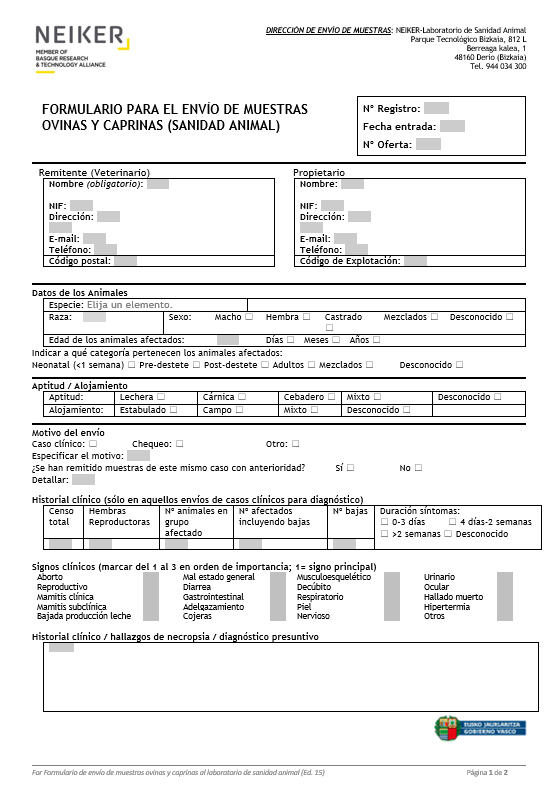 NEIKER
MEMBER OF
BASQUE RESEARCH
& TECHNOLOGY ALLIANCE
DIRECCIÓN DE ENVÍO DE MUESTRAS: NEIKER-Laboratorio de Sanidad Animal
Parque Tecnológico Bizkaia, 812 L
Berreaga kalea, 1
48160 Derio (Bizkaia)
Tel. 944 034 300
FORMULARIO PARA EL ENVÍO DE MUESTRAS
OVINAS Y CAPRINAS (SANIDAD ANIMAL)
Nº Registro:
Fecha entrada:
Nº Oferta:
Remitente (Veterinario)
Nombre (obligatorio):
NIF:
Dirección:
E-mail:
Teléfono:
Código postal:
Propietario
Nombre:
NIF:
Dirección:
E-mail:
Teléfono:
Código de Explotación:
Datos de los Animales
Especie: Elija un elemento.
Raza: Sexo: Macho ☐ Hembra ☐ Castrado ☐ Mezclados ☐ Desconocido ☐
Edad de los animales afectados: Días ☐ Meses ☐ Años ☐
Indicar a qué categoría pertenecen los animales afectados:
Neonatal (<1 semana) ☐ Pre-destete ☐ Post-destete ☐ Adultos ☐ Mezclados ☐ Desconocido ☐
Aptitud / Alojamiento
Aptitud: Lechera ☐ Cárnica ☐ Cebadero ☐ Mixto ☐ Desconocido ☐
Alojamiento: Estabulado ☐ Campo ☐ Mixto ☐ Desconocido ☐
Motivo del envío
Caso clínico: ☐ Chequeo: ☐ Otro: ☐
Especificar el motivo:
¿Se han remitido muestras de este mismo caso con anterioridad? Sí ☐ No ☐
Detallar:
Historial clínico (sólo en aquellos envíos de casos clínicos para diagnóstico)
Censo total
Hembras Reproductoras
Nº animales en grupo afectado
Nº afectados incluyendo bajas
Nº bajas
Duración síntomas:
☐ 0-3 días ☐ 4 días-2 semanas
☐ >2 semanas ☐ Desconocido
Signos clínicos (marcar del 1 al 3 en orden de importancia; 1= signo principal)
Aborto Mal estado general Musculoesquelético Urinario
Reproductivo Diarrea Decúbito Ocular
Mamitis clínica Gastrointestinal Respiratorio Hallado muerto
Mamitis subclínica Adelgazamiento Piel Hipertermia
Bajada producción leche Cojeras Nervioso Otros
Historial clínico / hallazgos de necropsia / diagnóstico presuntivo
EUSKO JAURLARITZA
GOBIERNO VASCO
For Formulario de envío de muestras ovinas y caprinas al laboratorio de sanidad animal (Ed. 15)
Página 1 de 2